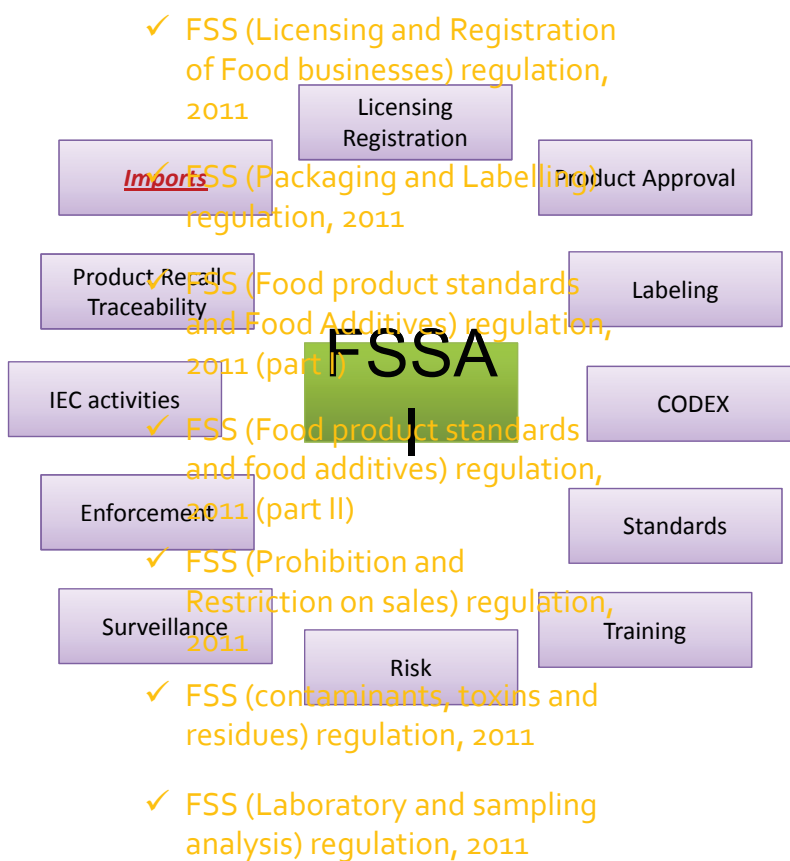 FSS (Licensing and Registration
of Food businesses) regulation,
2011
FSS (Packaging and Labelling)
regulation, 2011
FSS (Food product standards
and Food Additives) regulation,
2011 (part I)
FSS (Food product standards
and food additives) regulation,
2011 (part II)
FSS (Prohibition and
Restriction on sales) regulation,
2011
FSS (contaminants, toxins and
residues) regulation, 2011
FSS (Laboratory and sampling
analysis) regulation, 2011
Licensing
Registration
Product Approval
Labeling
CODEX
Standards
Training
Risk
Surveillance
Enforcement
IEC activities
Product Recall
Traceability
Imports
FSSA
I